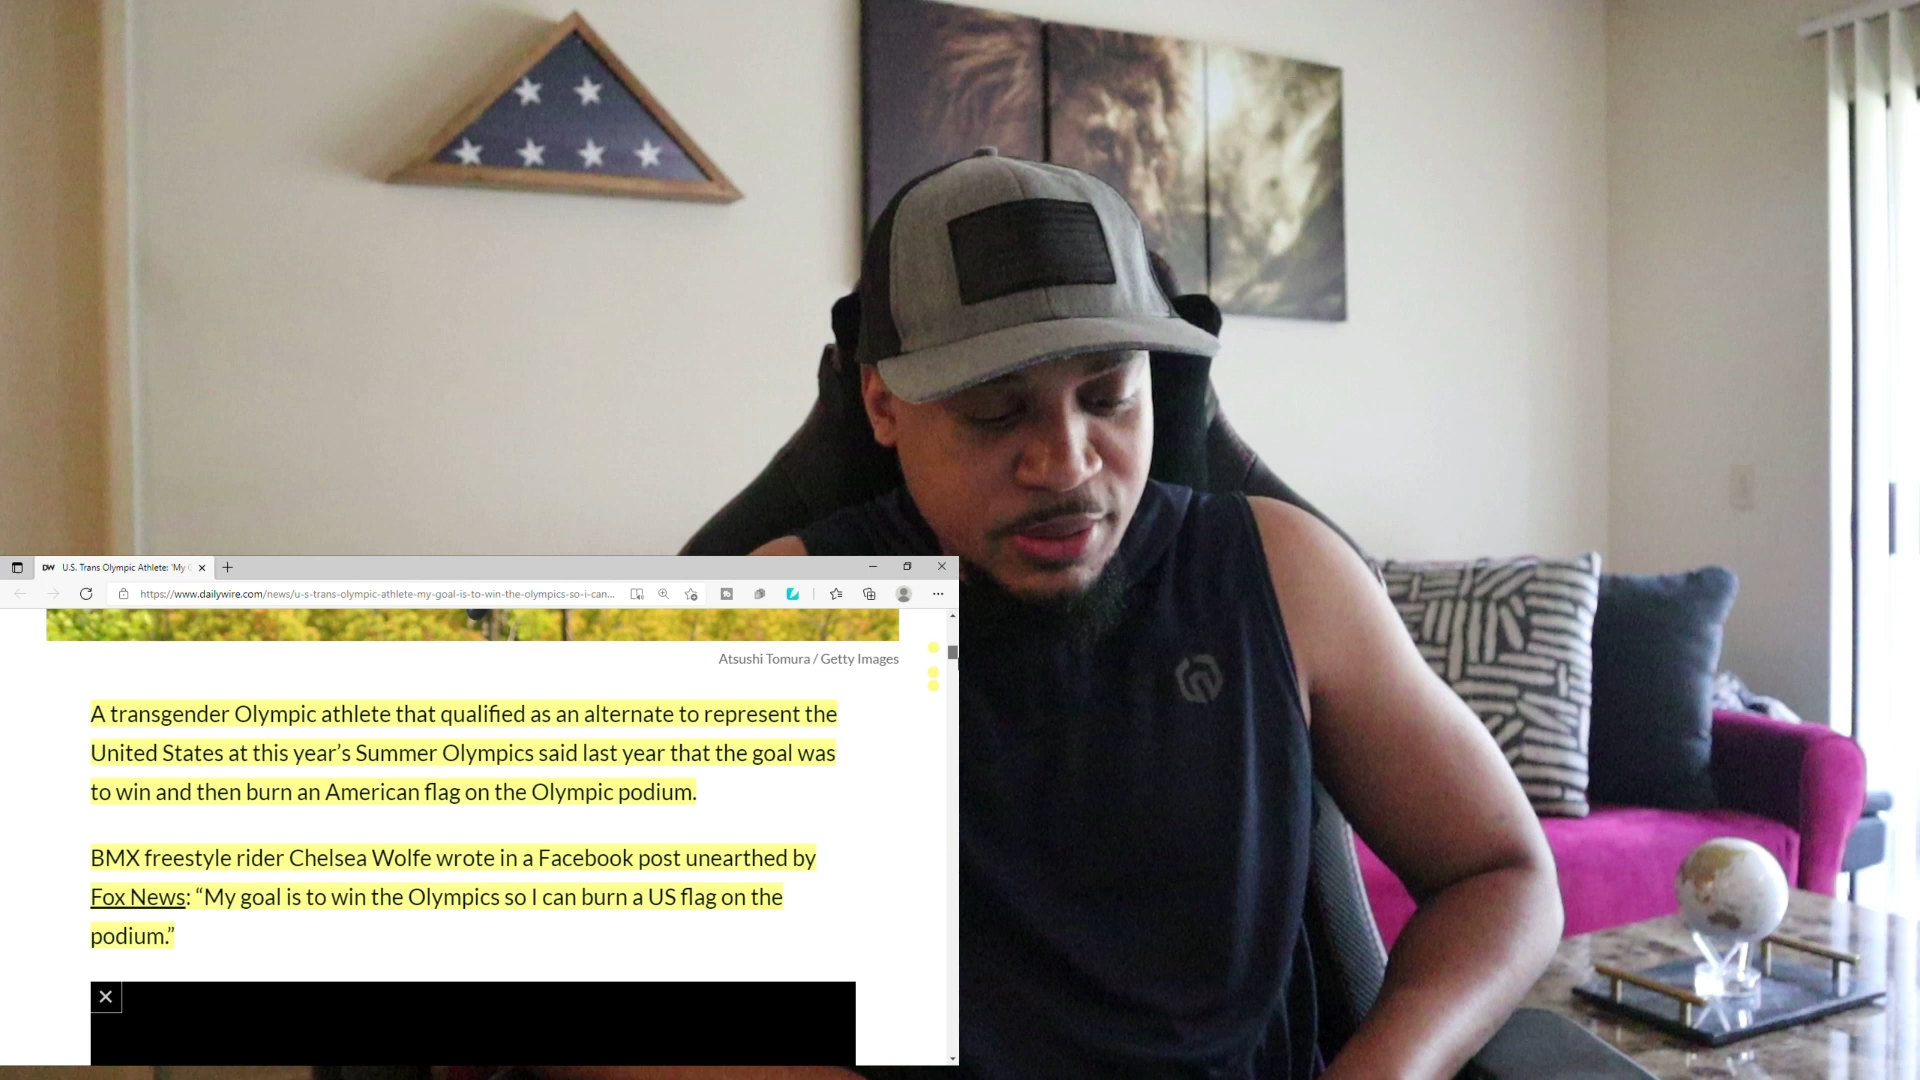 DW U.S. Trans Olympic Athlete: 'My
https://www.dailywire.com/news/u-s-trans-olympic-athlete-my-goal-is-to-win-the-olympics-so-i-can...
Atsushi Tomura / Getty Images
A transgender Olympic athlete that qualified as an alternate to represent the
United States at this year's Summer Olympics said last year that the goal was
to win and then burn an American flag on the Olympic podium.
BMX freestyle rider Chelsea Wolfe wrote in a Facebook post unearthed by
Fox News: “My goal is to win the Olympics so I can burn a US flag on the
podium.”